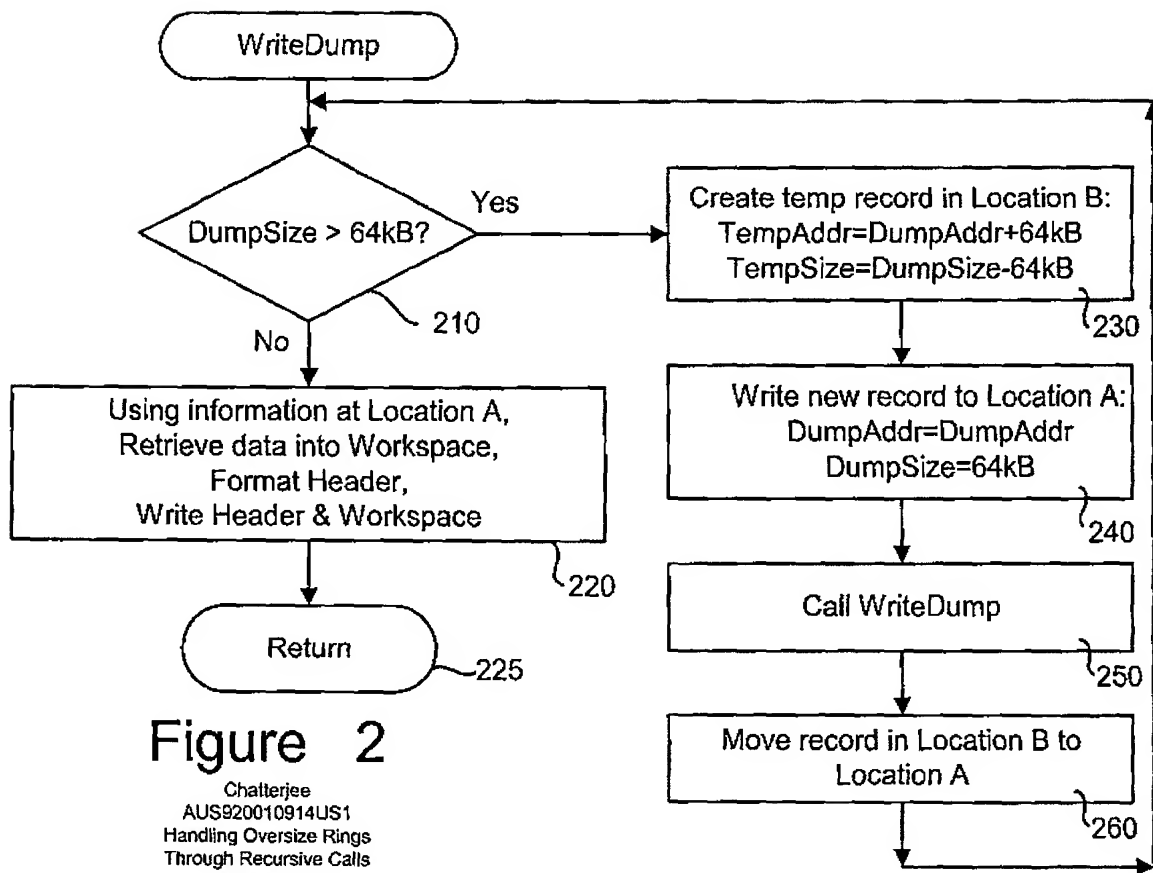 WriteDump
DumpSize > 64kB?
Yes
210
No
Using information at Location A,
Retrieve data into Workspace,
Format Header,
Write Header & Workspace
220
Return
225
Create temp record in Location B:
TempAddr=DumpAddr+64kB
TempSize=DumpSize-64kB
230
Write new record to Location A:
DumpAddr=DumpAddr
DumpSize=64kB
240
Call WriteDump
250
Move record in Location B to
Location A
260
Figure 2
Chatterjee
AUS920010914US1
Handling Oversize Rings
Through Recursive Calls